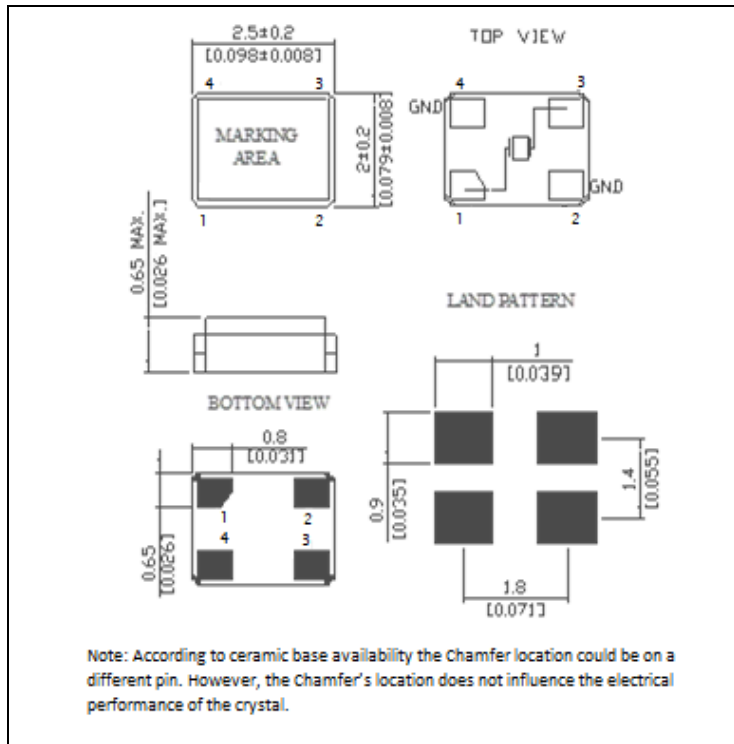 2.5±0.2
[0.098±0.008]
TOP VIEW
4 3
MARKING
AREA
1 2
2±0.2
[0.079±0.008]
4 3
GND
GND
1 2
0.65 MAX.
[0.026 MAX.]
LAND PATTERN
1
[0.039]
BOTTOM VIEW
0.8
[0.031]
1 2
4 3
0.65
[0.026]
0.9
[0.035]
1.4
[0.055]
1.8
[0.071]
Note: According to ceramic base availability the Chamfer location could be on a
different pin. However, the Chamfer's location does not influence the electrical
performance of the crystal.